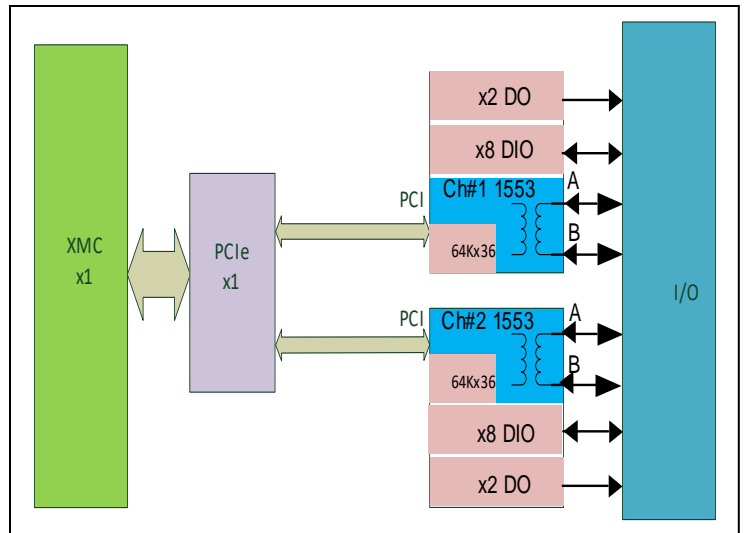 XMC
x1
PCIe
x1
PCI
PCI
x2 DO
x8 DIO
Ch#1 1553
64Kx36
A
B
Ch#2 1553
64Kx36
A
B
x8 DIO
x2 DO
I/O